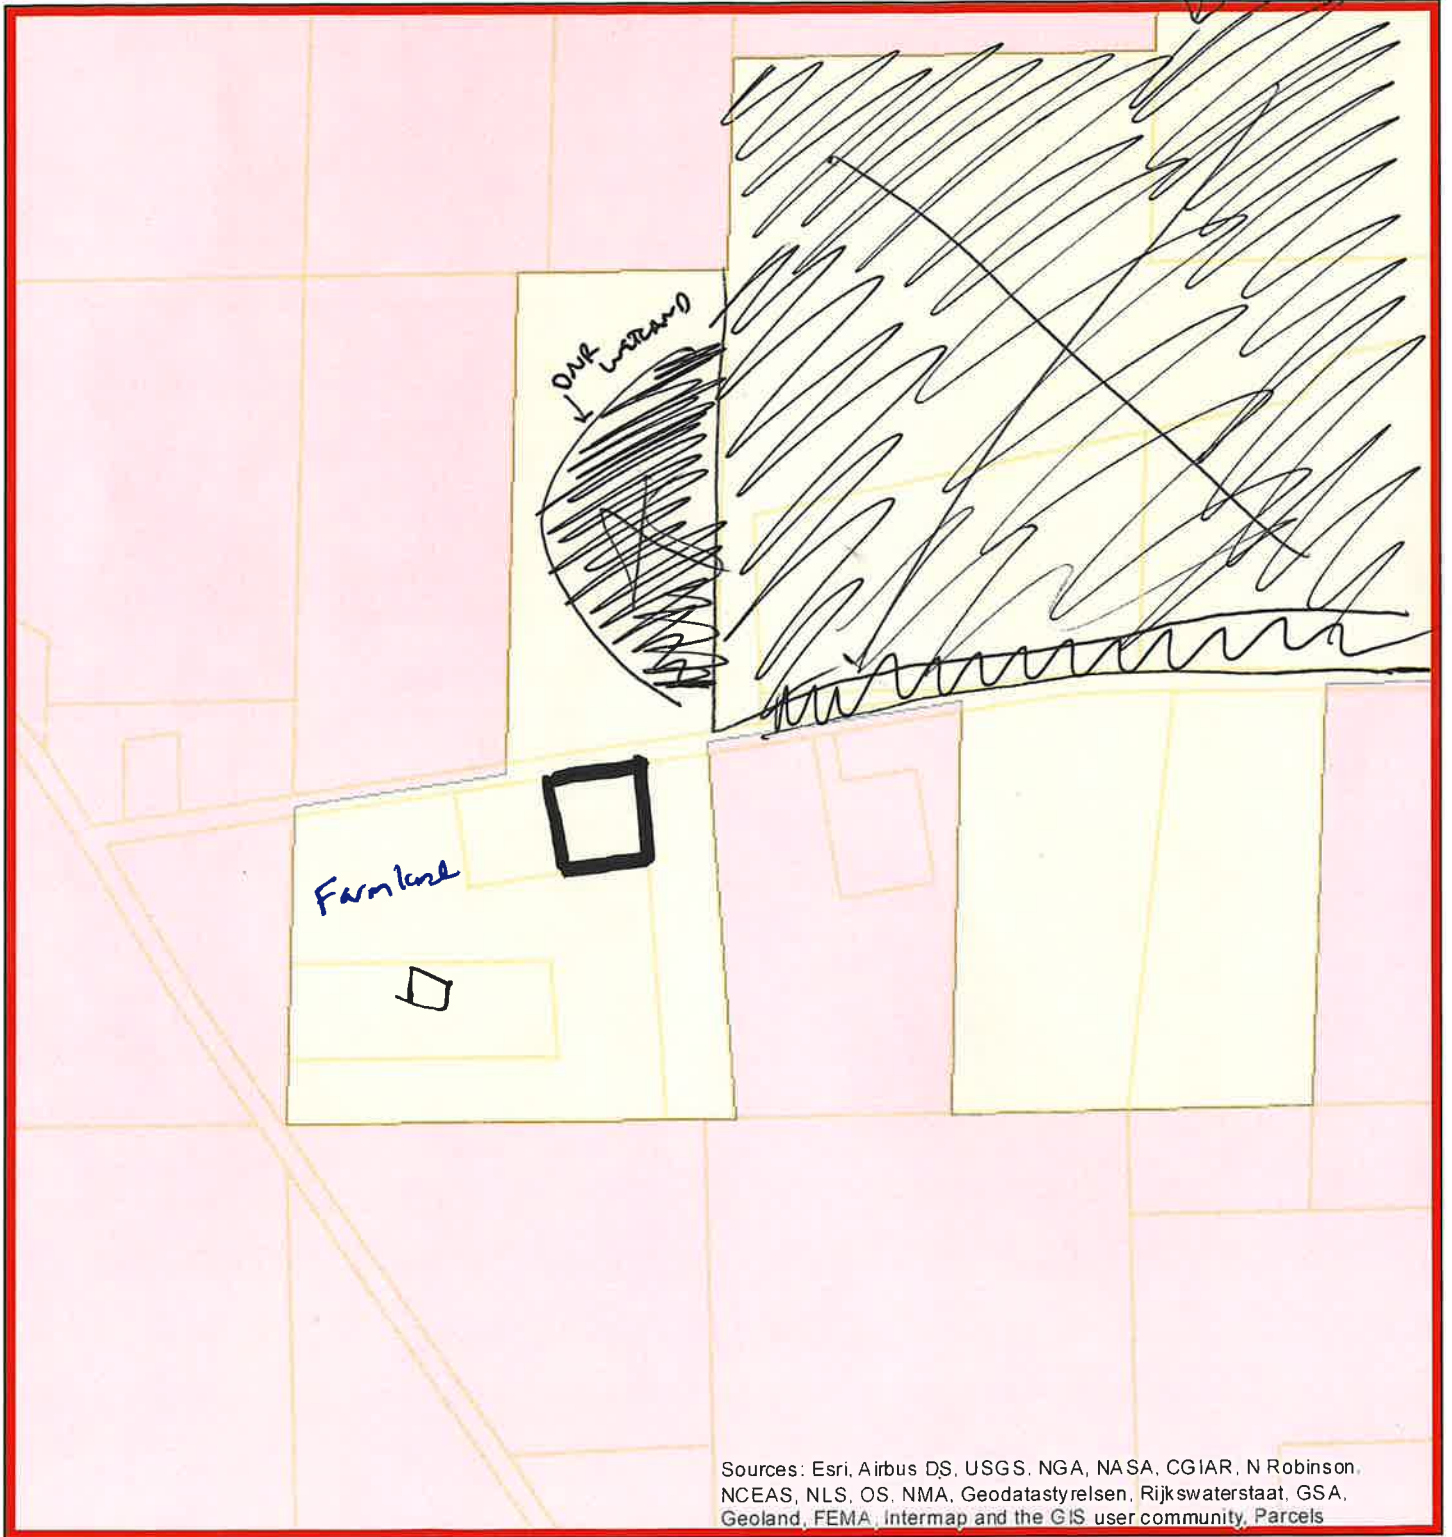 DNR
WETLAND
Farmland
Sources: Esri, Airbus DS, USGS, NGA, NASA, CGIAR, N Robinson,
NCEAS, NLS, OS, NMA, Geodatastyrelsen, Rijkswaterstaat, GSA,
Geoland, FEMA, Intermap and the GIS user community, Parcels